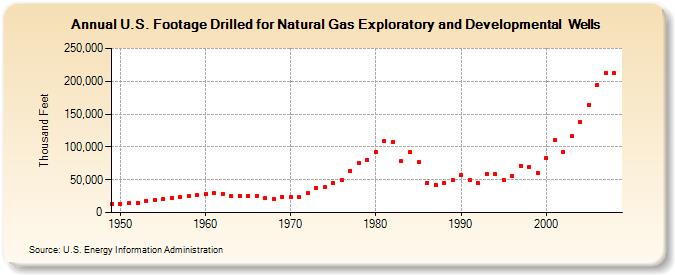 Annual U.S. Footage Drilled for Natural Gas Exploratory and Developmental Wells
250,000
200,000
150,000
100,000
50,000
0
Thousand Feet
1950 1960 1970 1980 1990 2000
Source: U.S. Energy Information Administration